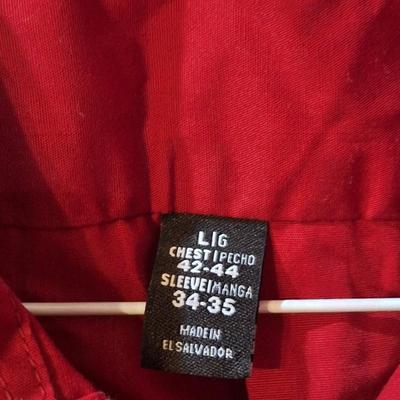 L|G
CHEST|PECHO
42-44
SLEEVE|MANGA
34-35
MADE IN
EL SALVADOR